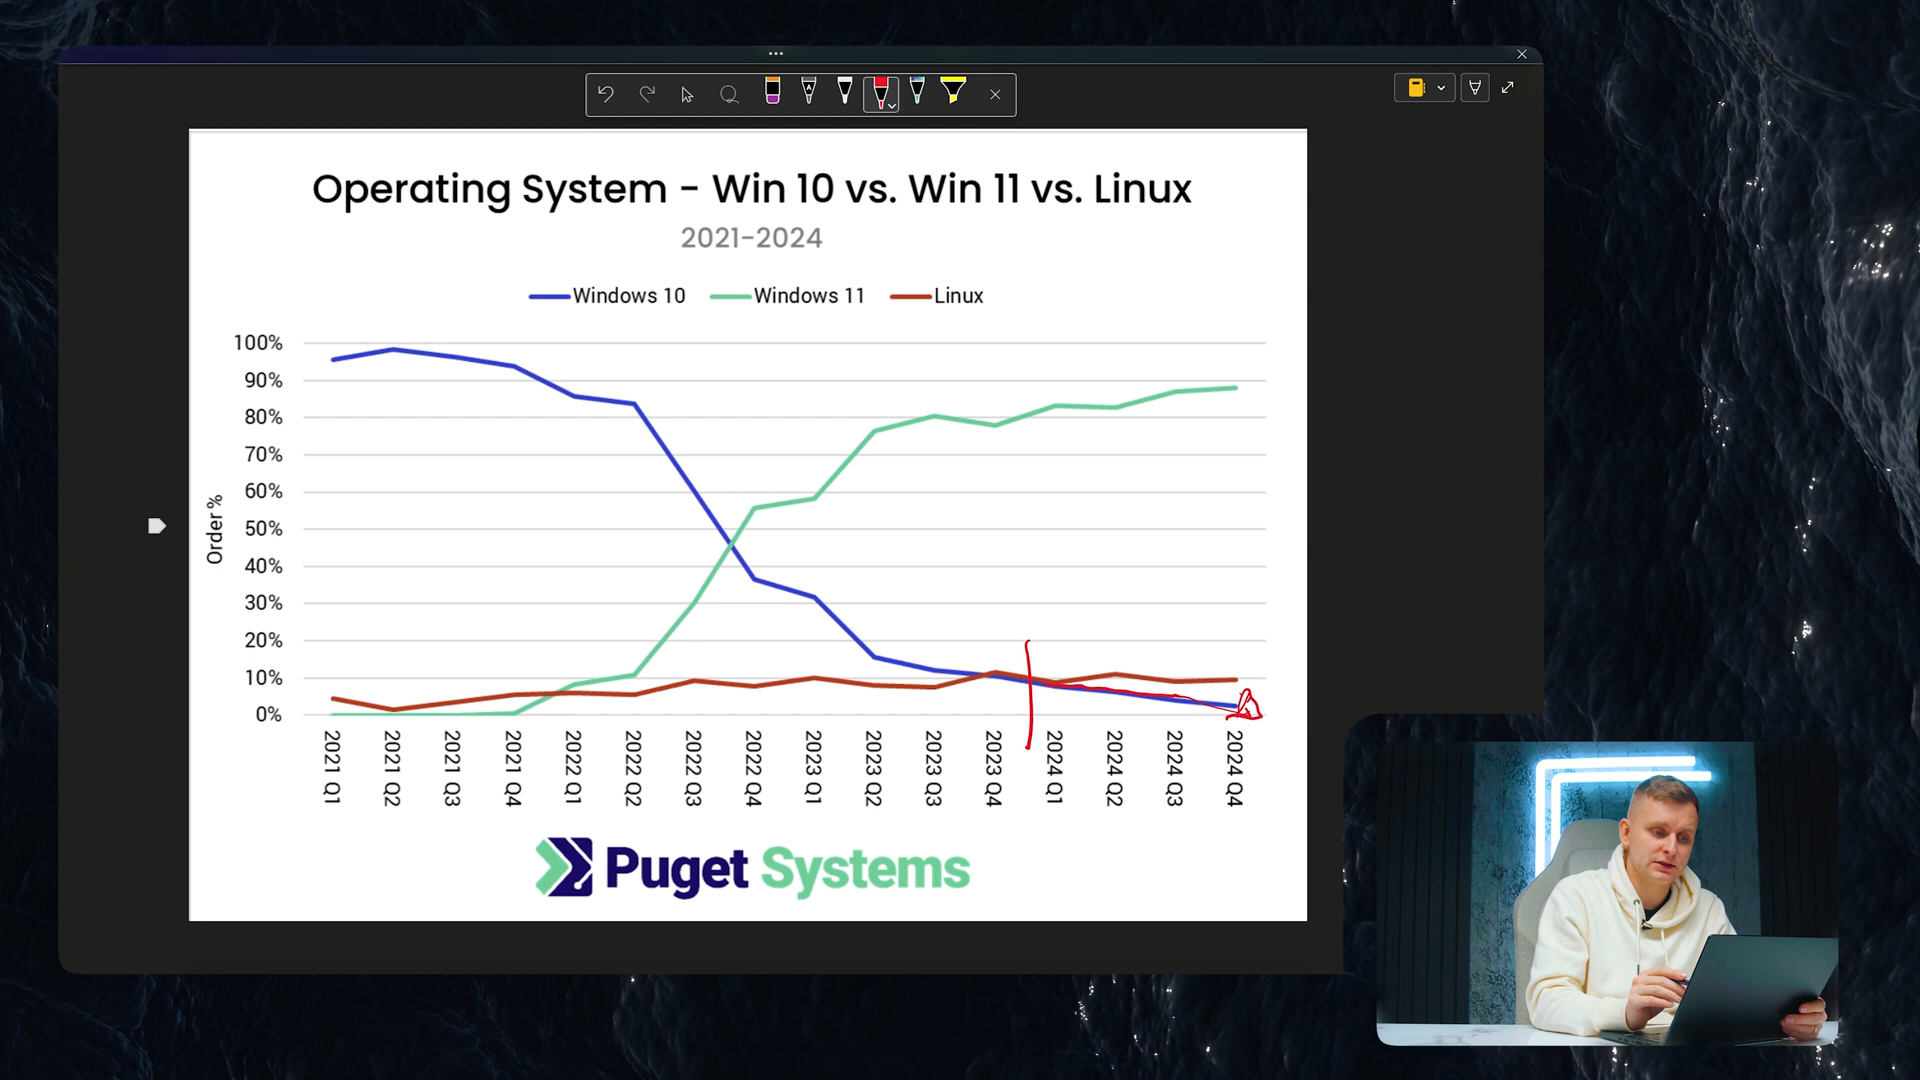 Operating System - Win 10 vs. Win 11 vs. Linux
2021-2024
Windows 10
Windows 11
Linux
Order %
100%
90%
80%
70%
60%
50%
40%
30%
20%
10%
0%
2021 Q1
2021 Q2
2021 Q3
2021 Q4
2022 Q1
2022 Q2
2022 Q3
2022 Q4
2023 Q1
2023 Q2
2023 Q3
2023 Q4
2024 Q1
2024 Q2
2024 Q3
2024 Q4
Puget Systems